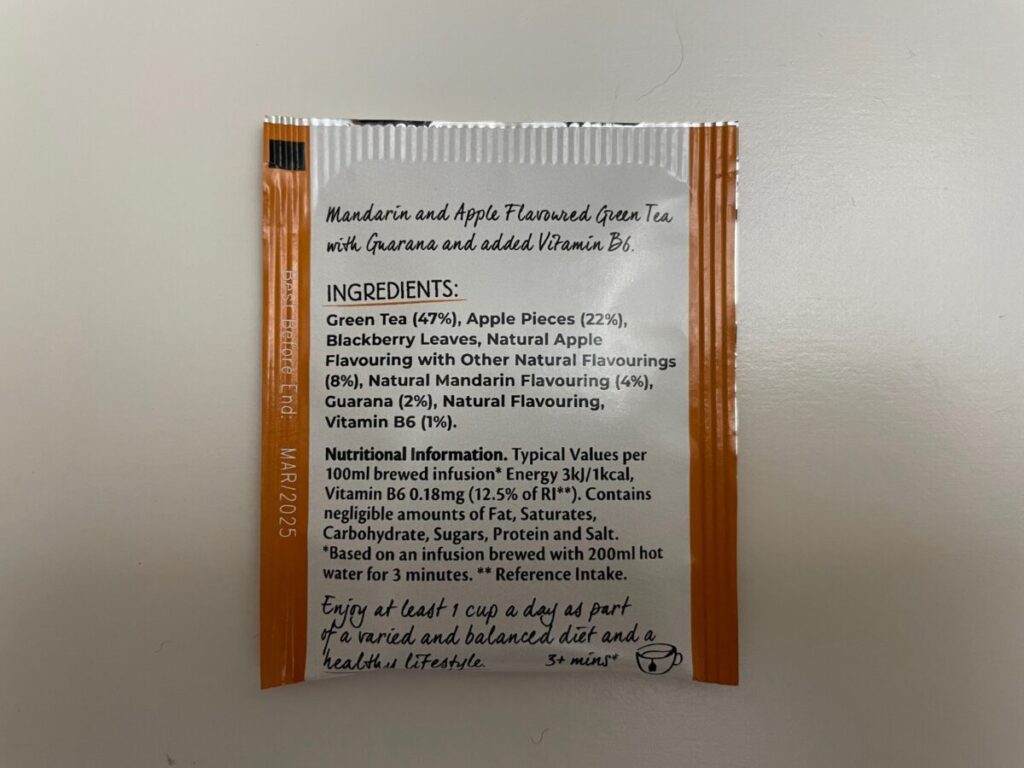 Mandarin and Apple Flavoured Green Tea
with Guarana and added Vitamin B6.
INGREDIENTS:
Green Tea (47%), Apple Pieces (22%),
Blackberry Leaves, Natural Apple
Flavouring with Other Natural Flavourings
(8%), Natural Mandarin Flavouring (4%),
Guarana (2%), Natural Flavouring,
Vitamin B6 (1%).
Nutritional Information. Typical Values per
100ml brewed infusion* Energy 3kJ/1kcal,
Vitamin B6 0.18mg (12.5% of RI**). Contains
negligible amounts of Fat, Saturates,
Carbohydrate, Sugars, Protein and Salt.
*Based on an infusion brewed with 200ml hot
water for 3 minutes. ** Reference Intake.
Enjoy at least 1 cup a day as part
of a varied and balanced diet and a
healthy lifestyle.
3+ mins*
Best Before End: MAR/2025